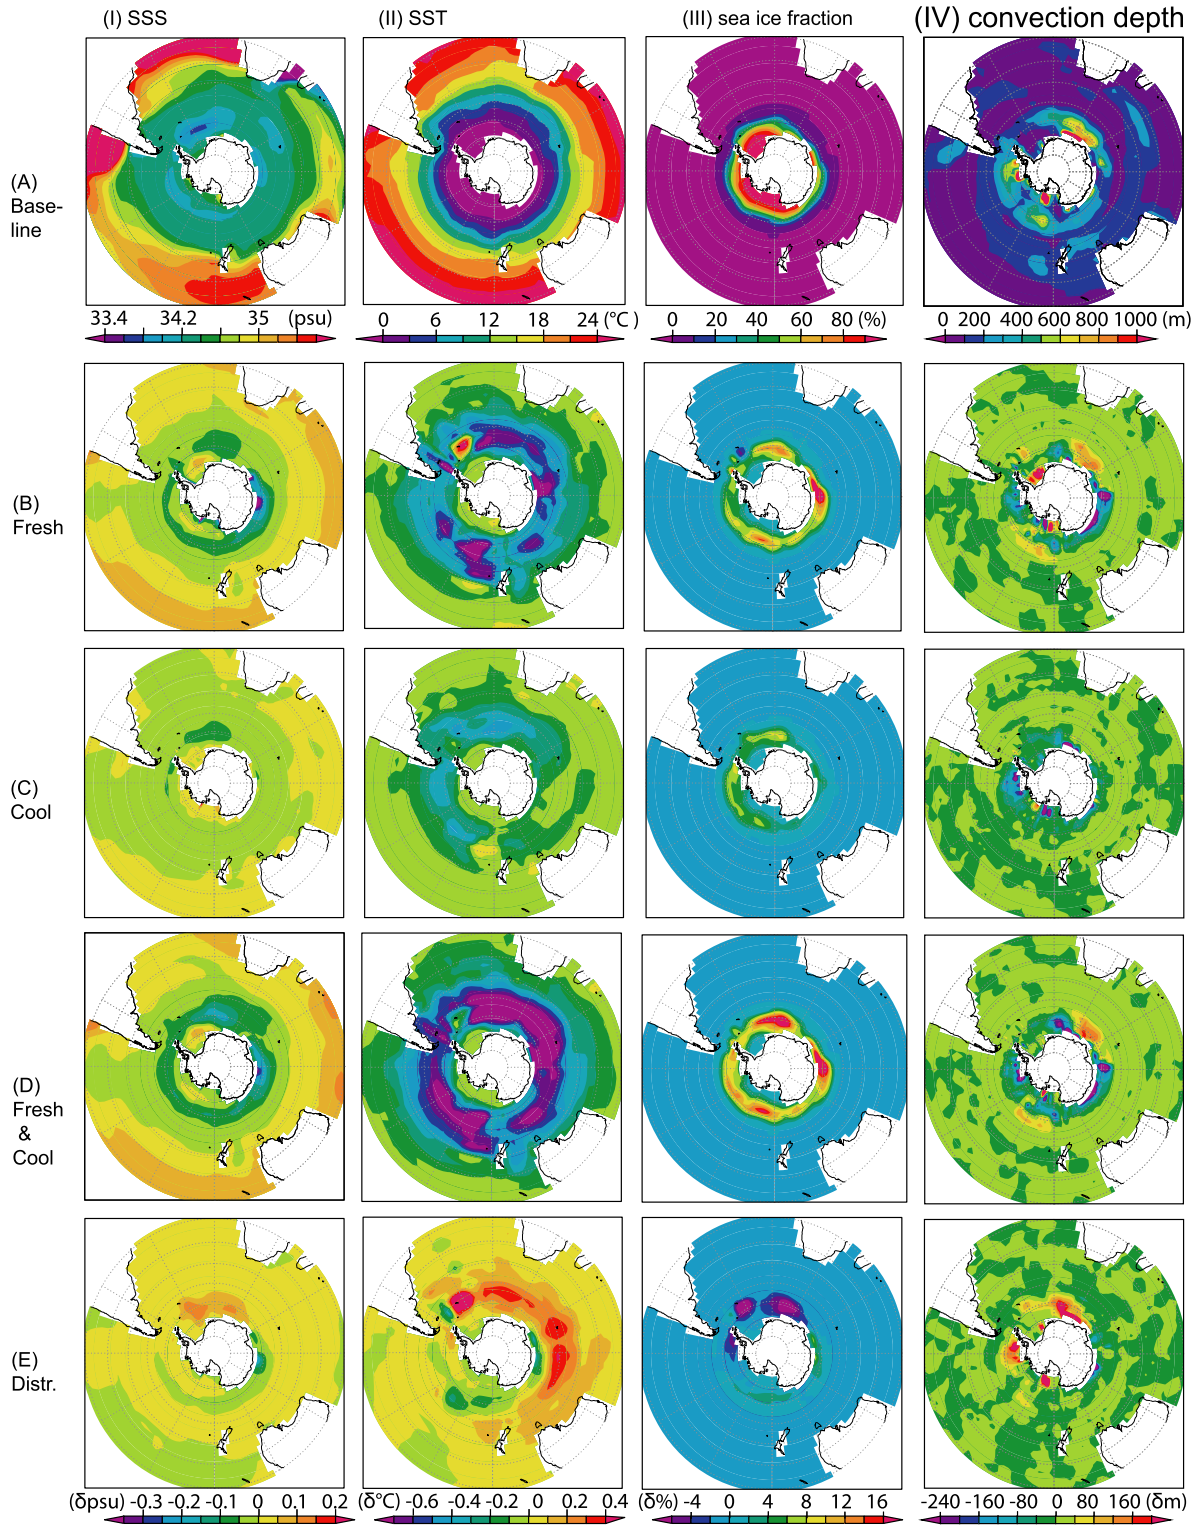 (I) SSS (II) SST (III) sea ice fraction (IV) convection depth
(A)
Base-
line
33.4 34.2 35 (psu) 0 6 12 18 24 (°C ) 0 20 40 60 80 (%) 0 200 400 600 800 1000 (m)
(B)
Fresh
(C)
Cool
(D)
Fresh
&
Cool
(E)
Distr.
(δpsu) -0.3 -0.2 -0.1 0 0.1 0.2 (δ°C) -0.6 -0.4 -0.2 0 0.2 0.4 (δ%) -4 0 4 8 12 16 -240 -160 -80 0 80 160 (δm)